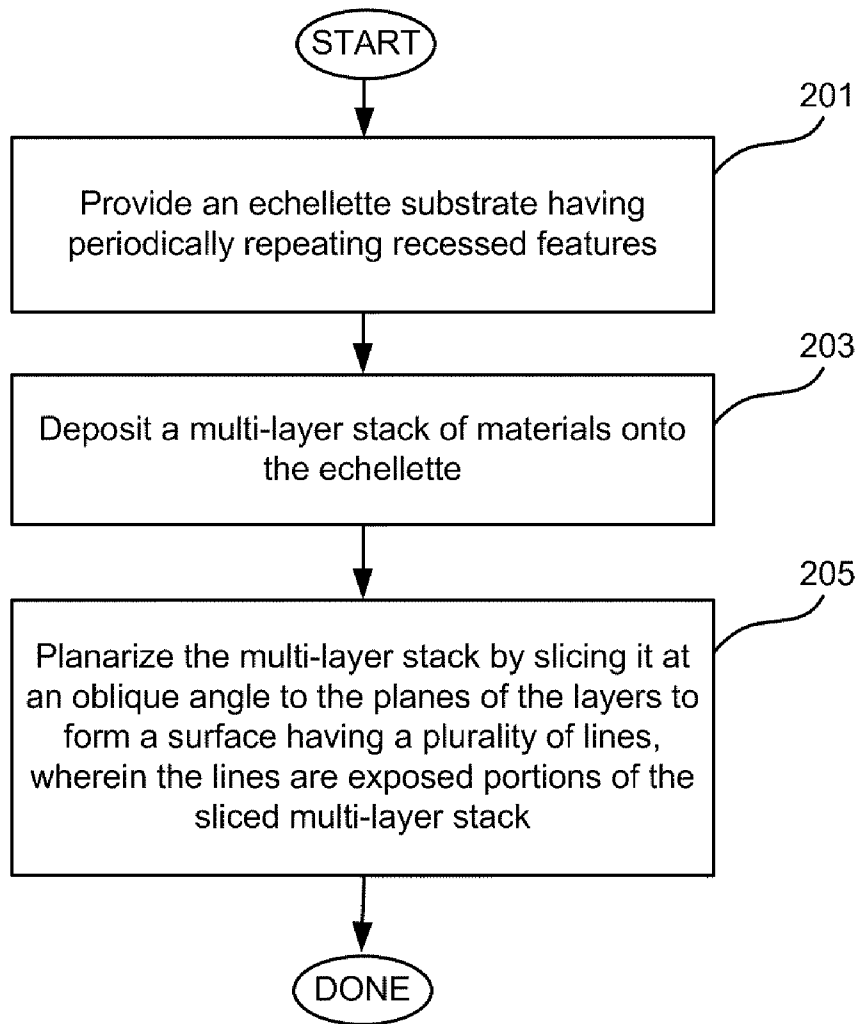 START
201
Provide an echellette substrate having
periodically repeating recessed features
203
Deposit a multi-layer stack of materials onto
the echellette
205
Planarize the multi-layer stack by slicing it at
an oblique angle to the planes of the layers to
form a surface having a plurality of lines,
wherein the lines are exposed portions of the
sliced multi-layer stack
DONE